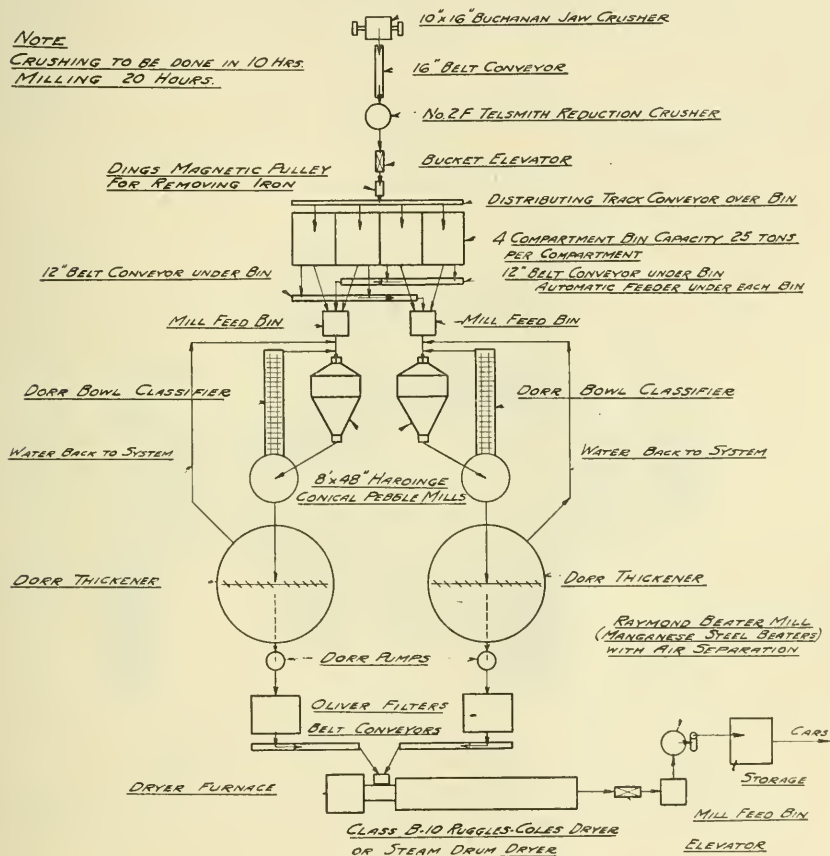 10"x16" BUCHANAN JAW CRUSHER
NOTE
CRUSHING TO BE DONE IN 10 HRS.
MILLING 20 HOURS.
16" BELT CONVEYOR
No. 2F TELSMITH REDUCTION CRUSHER
BUCKET ELEVATOR
DINGS MAGNETIC PULLEY
FOR REMOVING IRON
DISTRIBUTING TRACK CONVEYOR OVER BIN
4 COMPARTMENT BIN CAPACITY 25 TONS
PER COMPARTMENT
12" BELT CONVEYOR UNDER BIN
12" BELT CONVEYOR UNDER BIN
AUTOMATIC FEEDER UNDER EACH BIN
MILL FEED BIN
MILL FEED BIN
DORR BOWL CLASSIFIER
DORR BOWL CLASSIFIER
WATER BACK TO SYSTEM
WATER BACK TO SYSTEM
8'x48" HARDINGE
CONICAL PEBBLE MILLS
DORR THICKENER
DORR THICKENER
RAYMOND BEATER MILL
(MANGANESE STEEL BEATERS)
WITH AIR SEPARATION
DORR PUMPS
OLIVER FILTERS
BELT CONVEYORS
CARS
DRYER FURNACE
STORAGE
MILL FEED BIN
CLASS B-10 RUGGLES-COLES DRYER
OR STEAM DRUM DRYER
ELEVATOR